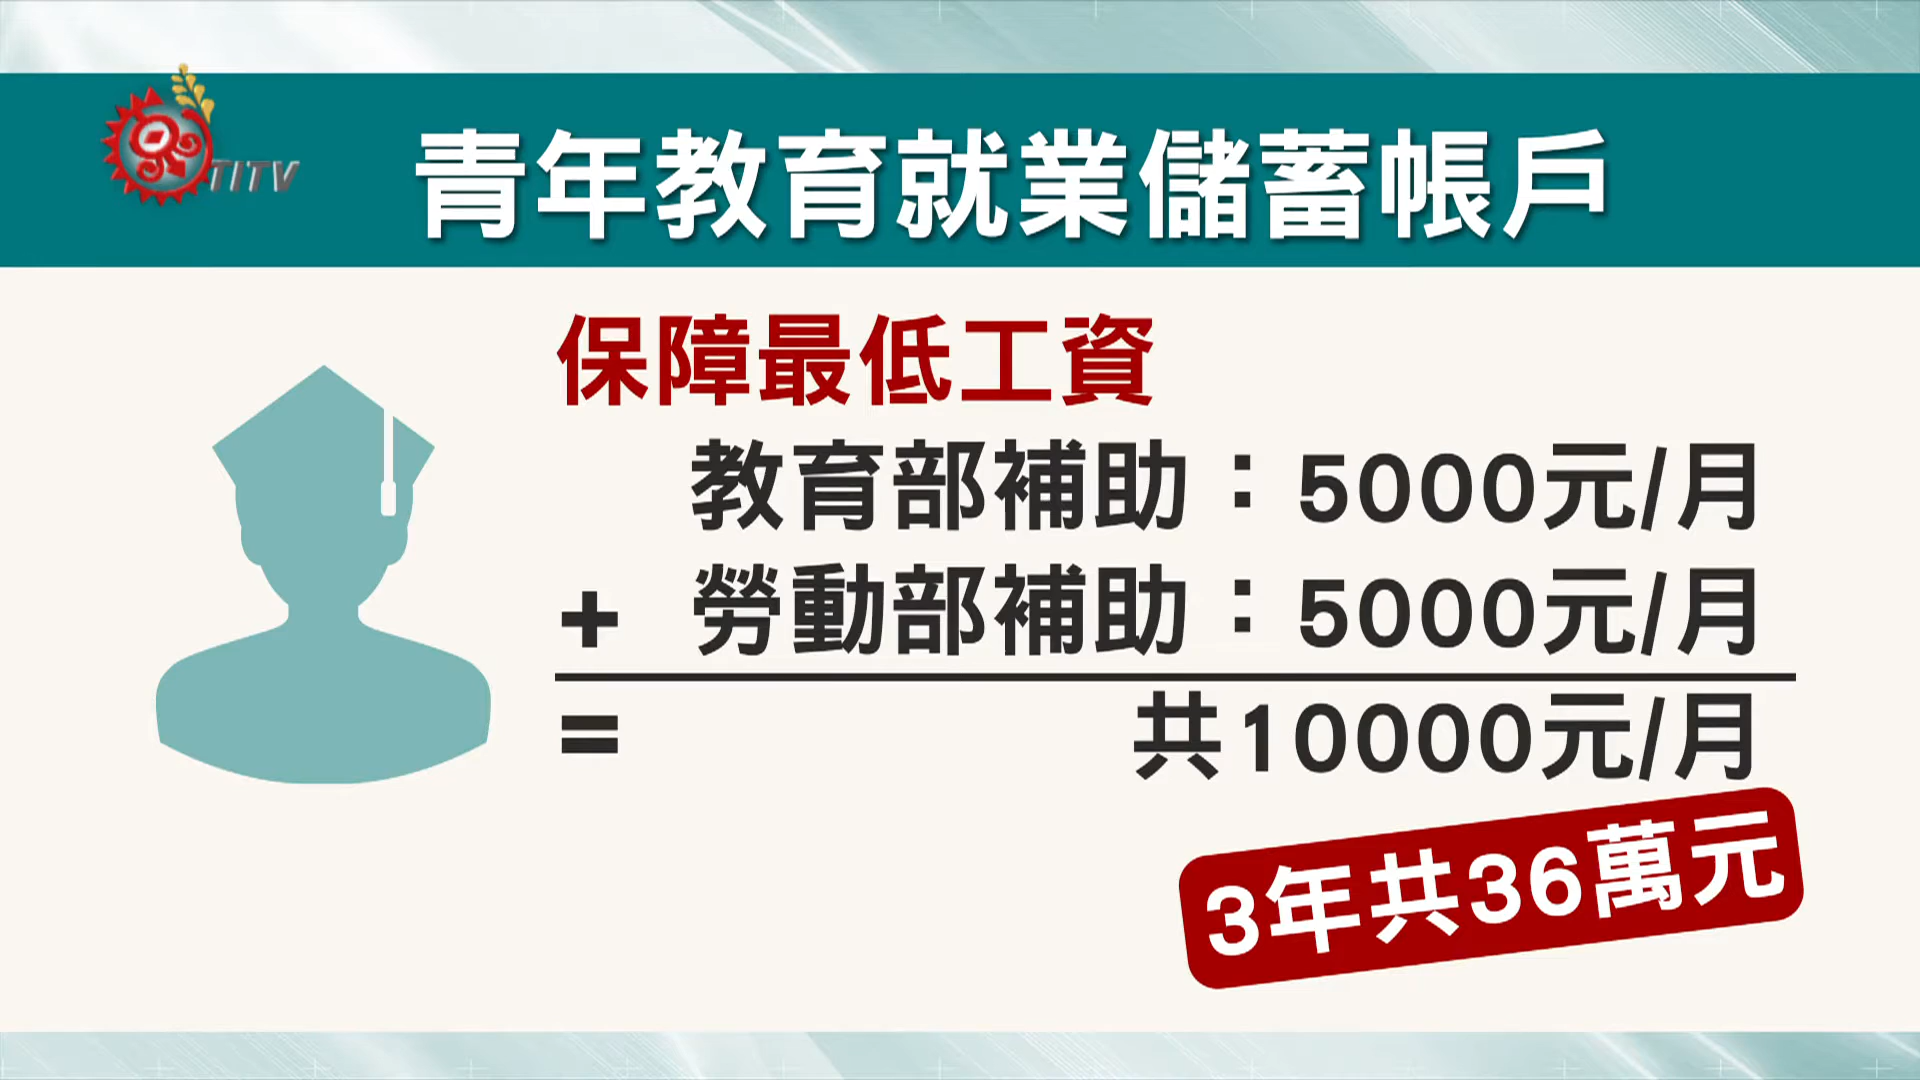 TITV
青年教育就業儲蓄帳戶
保障最低工資
教育部補助：5000元/月
+ 勞動部補助：5000元/月
= 共10000元/月
3年共36萬元